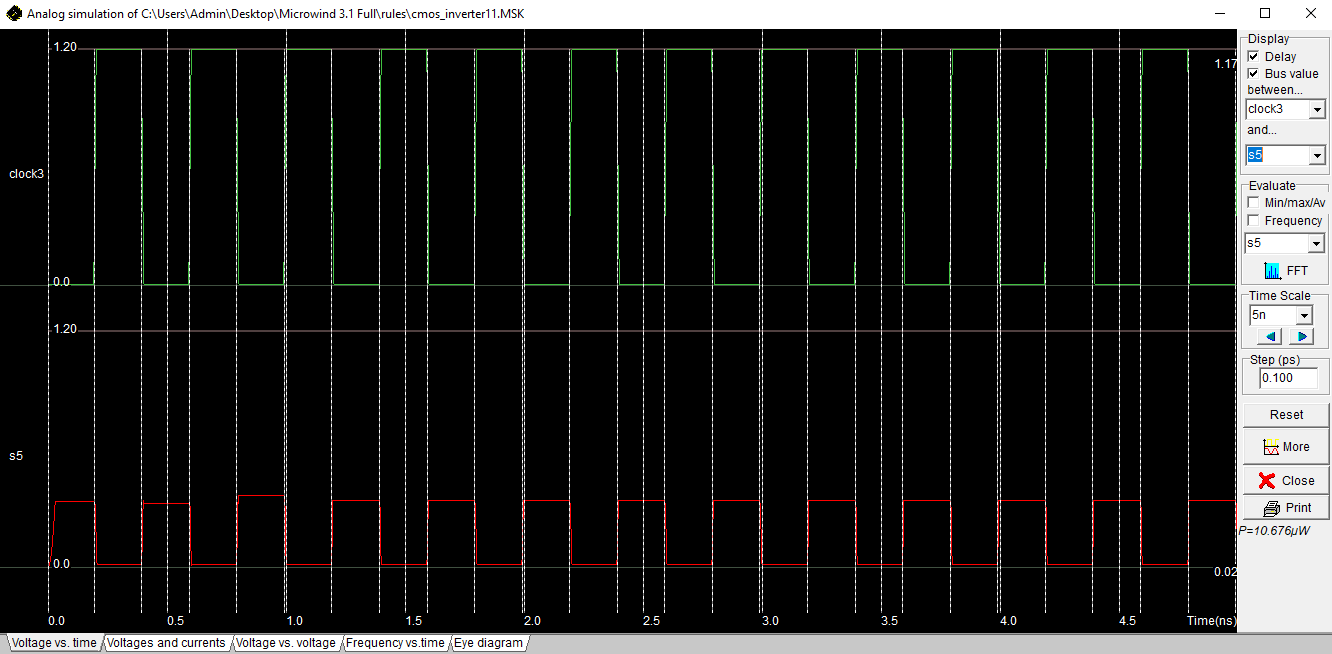 Analog simulation of C:\Users\Admin\Desktop\Microwind 3.1 Full\rules\cmos_inverter11.MSK
1.20
1.17
clock3
0.0
1.20
s5
0.0
0.02
0.0 0.5 1.0 1.5 2.0 2.5 3.0 3.5 4.0 4.5 Time(ns)
Voltage vs. time Voltages and currents Voltage vs. voltage Frequency vs.time Eye diagram
Display
Delay
Bus value
between...
clock3
and...
s5
Evaluate
Min/max/Av
Frequency
s5
FFT
Time Scale
5n
Step (ps)
0.100
Reset
More
Close
Print
P=10.676µW